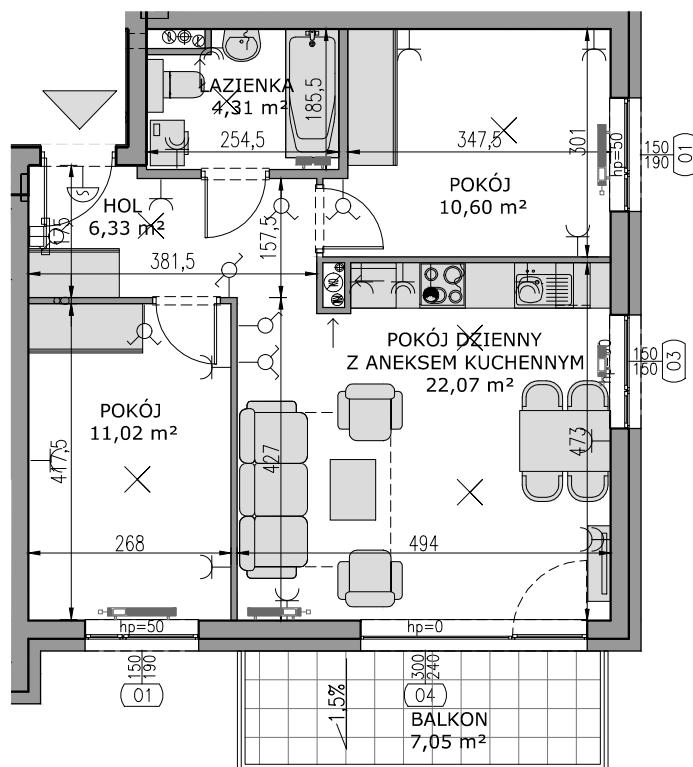 ŁAZIENKA
4,31 m²
185,5
254,5
347,5
301
hp=50
150
190
01
POKÓJ
10,60 m²
HOL
6,33 m²
157,5
381,5
POKÓJ DZIENNY
Z ANEKSEM KUCHENNYM
22,07 m²
150
150
03
POKÓJ
11,02 m²
417,5
427
473
268
494
hp=50
hp=0
150
190
01
300
240
04
1,5%
BALKON
7,05 m²